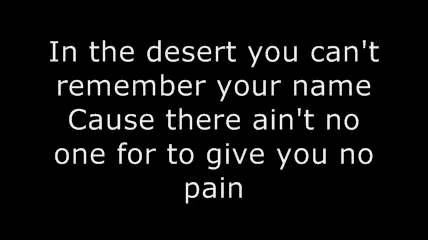 In the desert you can't
remember your name
Cause there ain't no
one for to give you no
pain